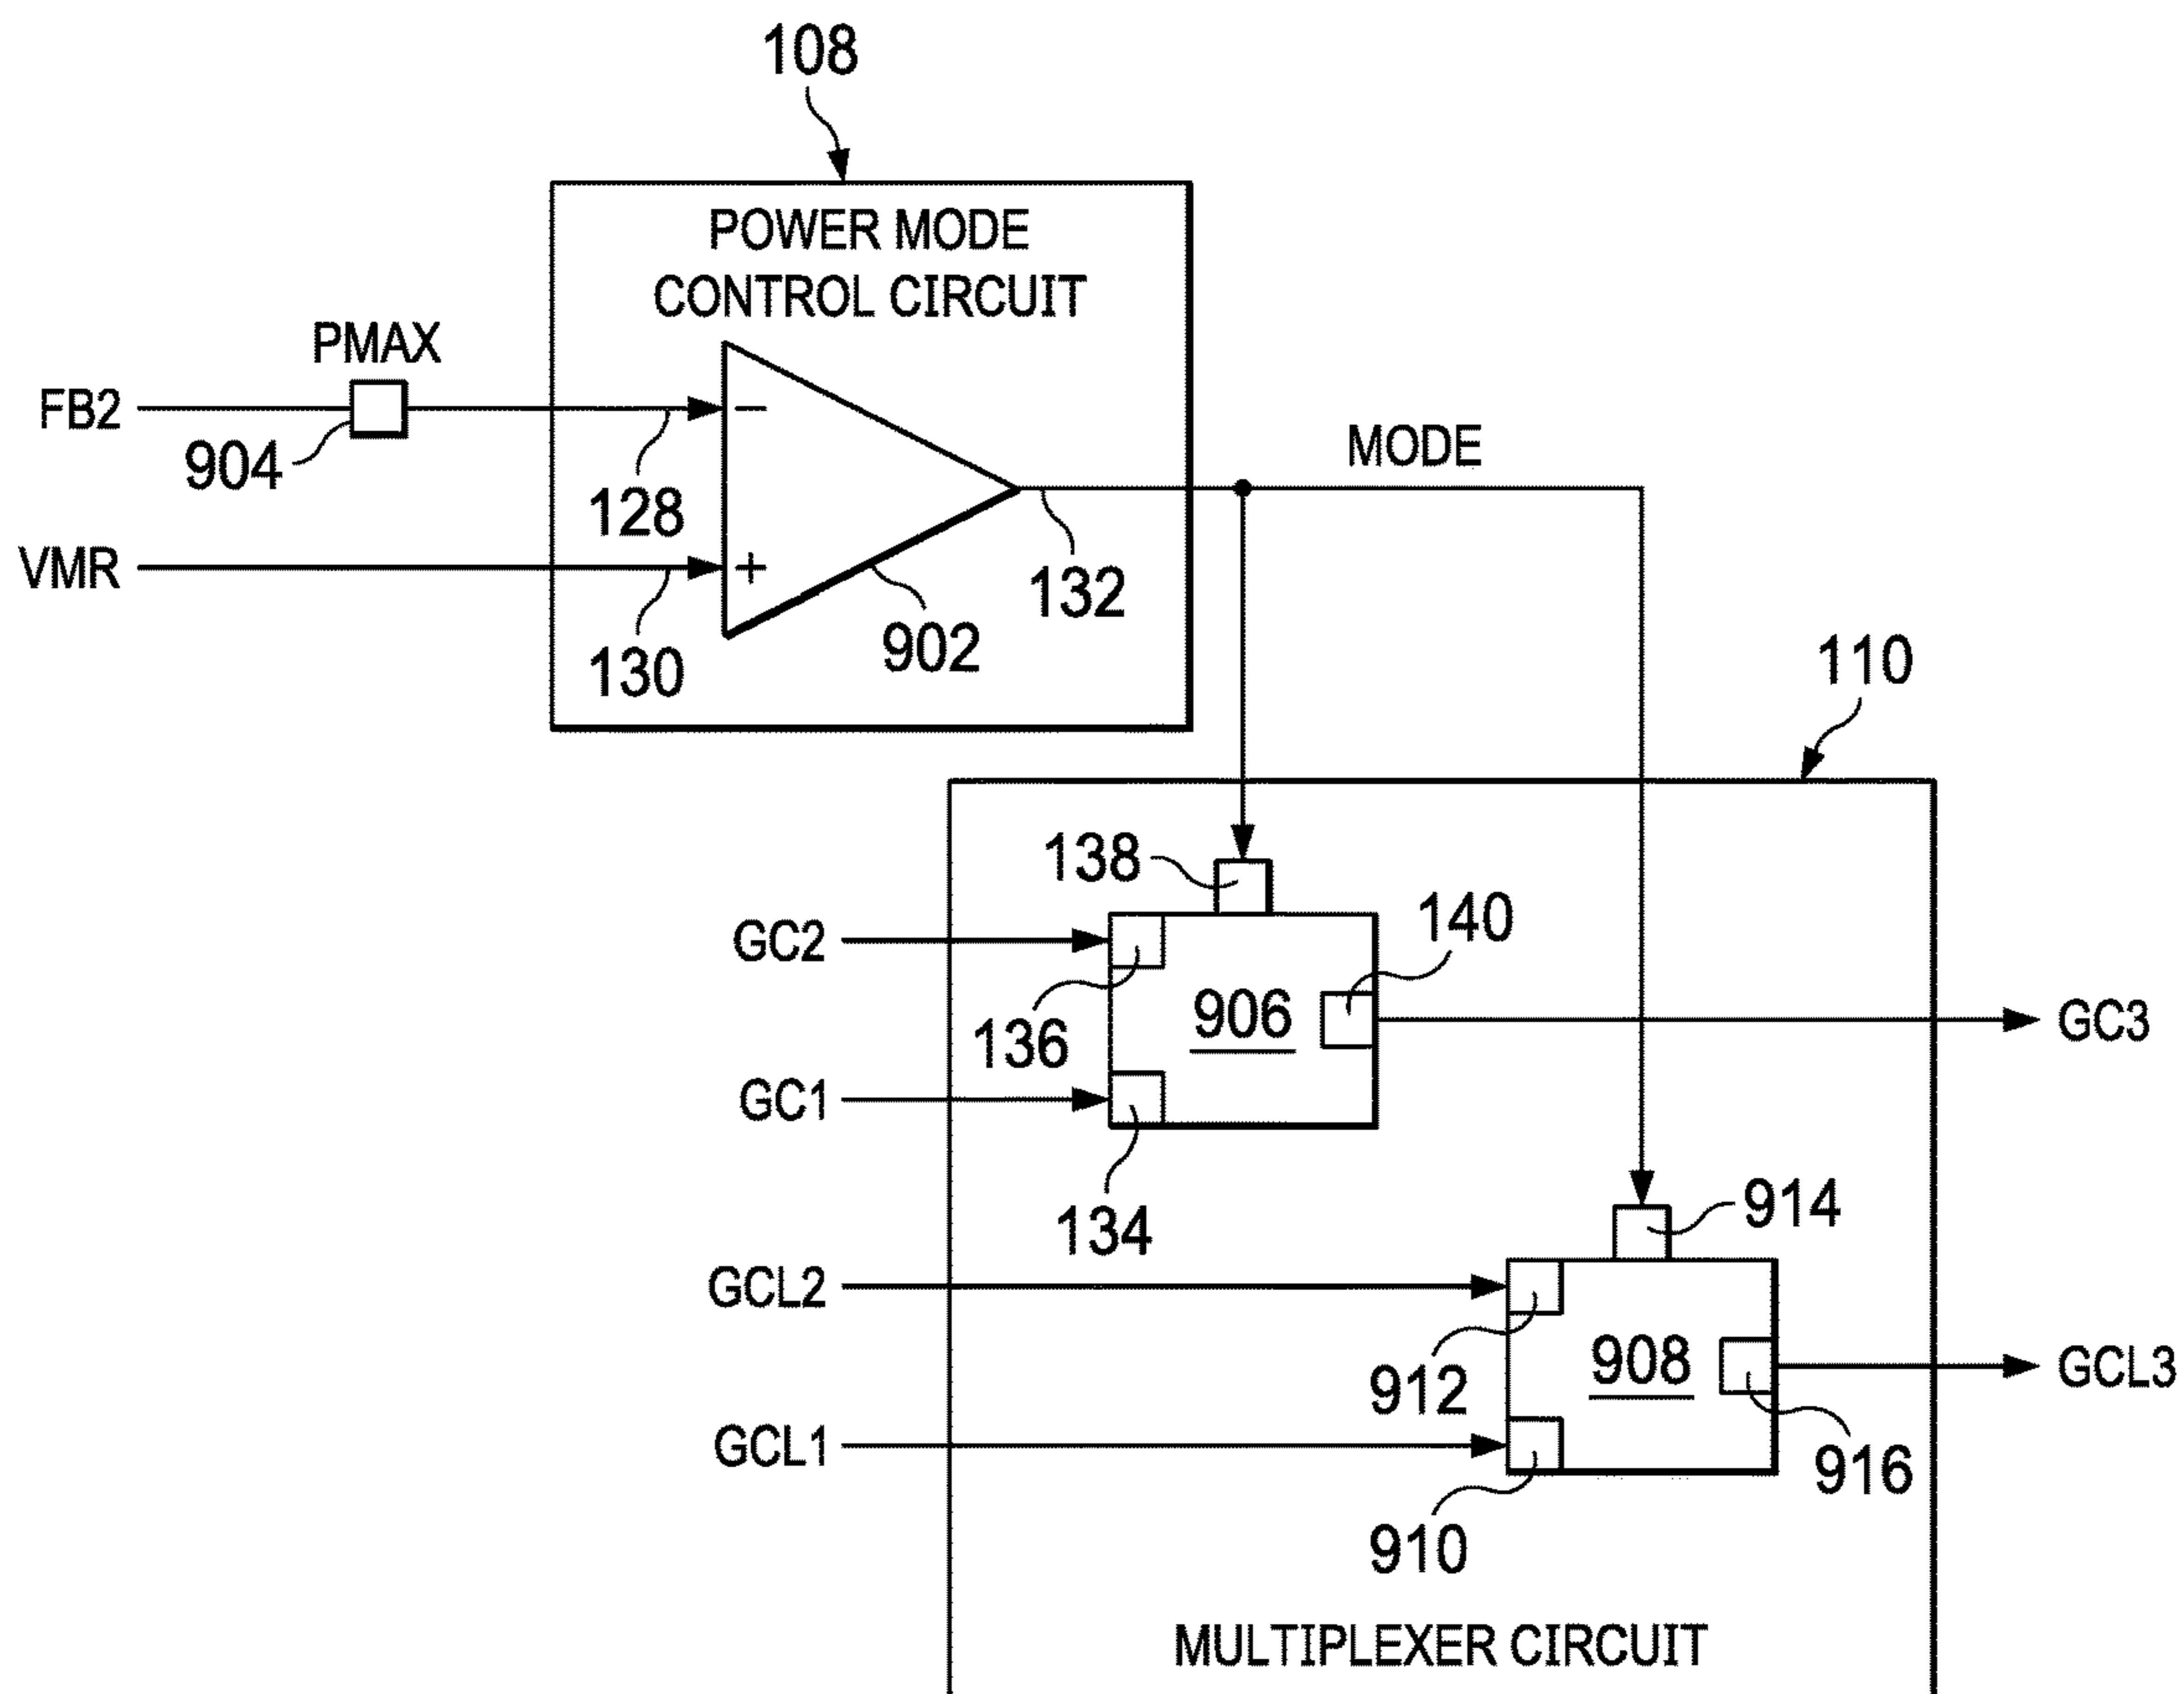 108
POWER MODE
CONTROL CIRCUIT
PMAX
FB2
904
128
−
MODE
VMR
130
+
902
132
110
138
140
GC2
136
906
GC3
GC1
134
914
GCL2
912
908
GCL3
GCL1
910
916
MULTIPLEXER CIRCUIT